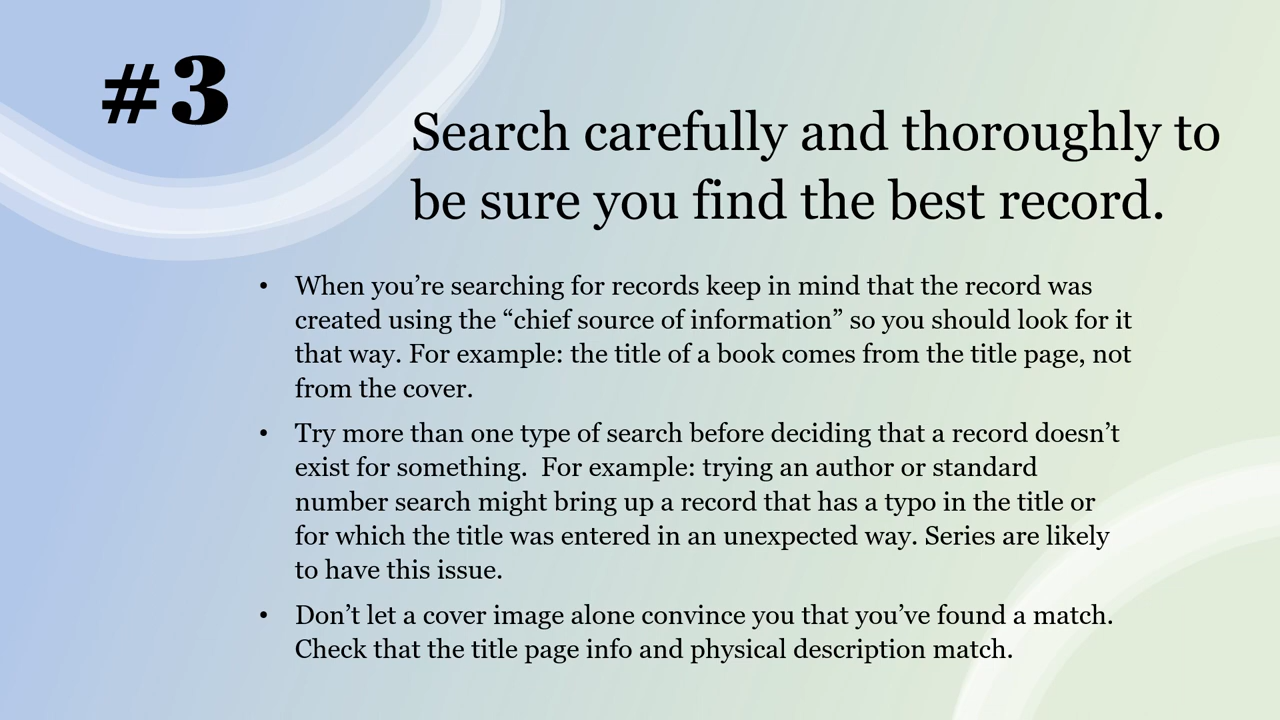 #3
Search carefully and thoroughly to
be sure you find the best record.
• When you’re searching for records keep in mind that the record was
created using the “chief source of information” so you should look for it
that way. For example: the title of a book comes from the title page, not
from the cover.
• Try more than one type of search before deciding that a record doesn’t
exist for something.  For example: trying an author or standard
number search might bring up a record that has a typo in the title or
for which the title was entered in an unexpected way. Series are likely
to have this issue.
• Don’t let a cover image alone convince you that you’ve found a match.
Check that the title page info and physical description match.